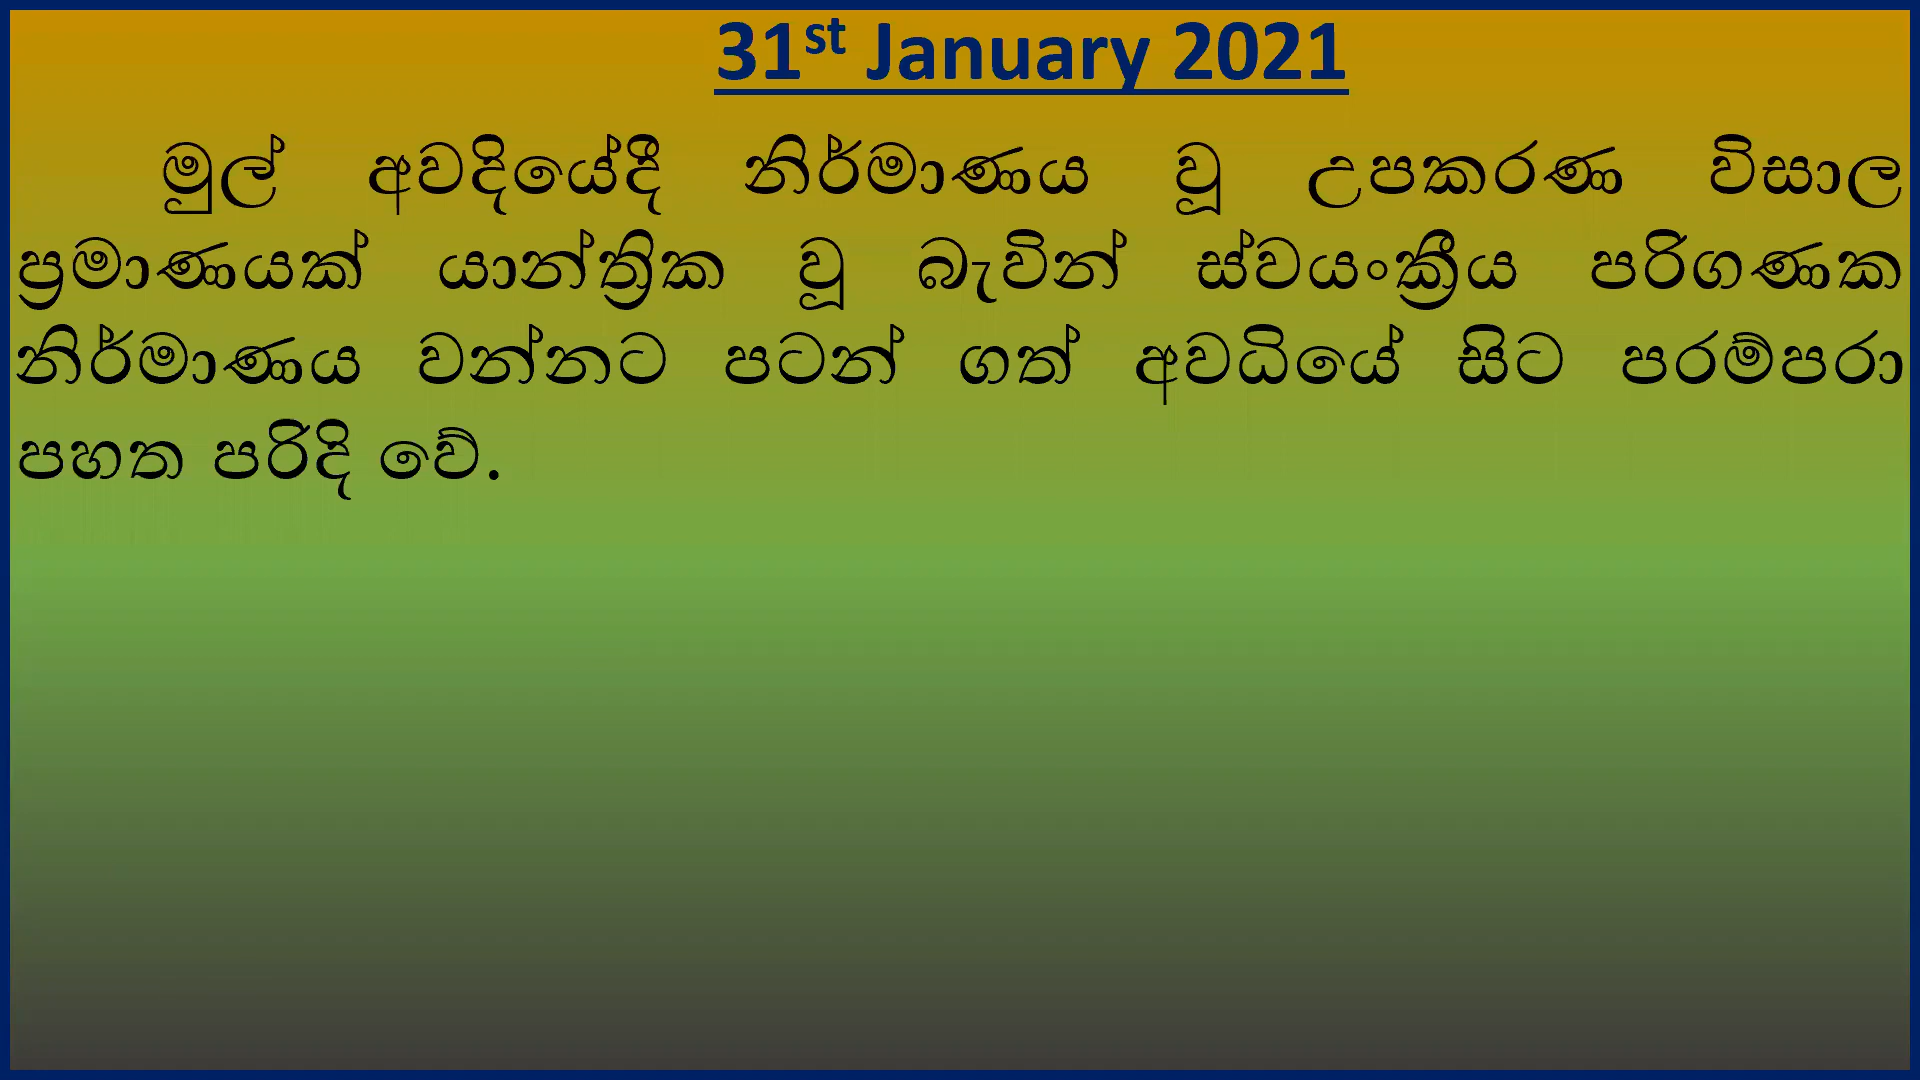 31st January 2021
මුල් අවදියේදී නිර්මාණය වූ උපකරණ විසාල
ප්‍රමාණයක් යාන්ත්‍රික වූ බැවින් ස්වයංක්‍රීය පරිගණක
නිර්මාණය වන්නට පටන් ගත් අවධියේ සිට පරම්පරා
පහත පරිදි වේ.